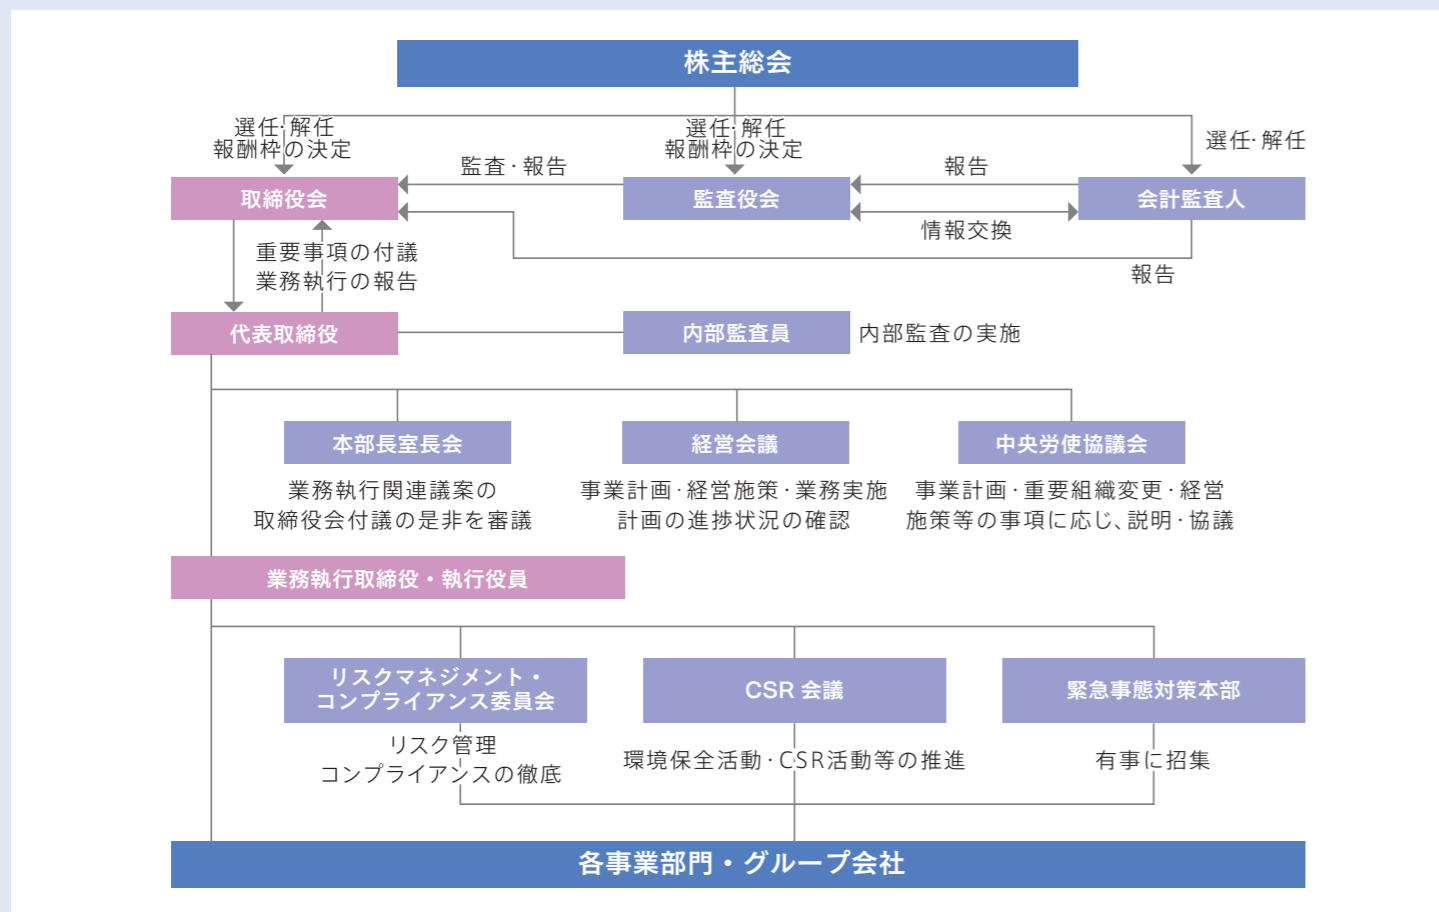 株主総会
選任·解任
報酬枠の決定
選任·解任
報酬枠の決定
選任·解任
監査·報告
報告
取締役会
監査役会
会計監査人
情報交換
重要事項の付議
業務執行の報告
報告
代表取締役
内部監査員
内部監査の実施
本部長室長会
経営会議
中央労使協議会
業務執行関連議案の
取締役会付議の是非を審議
事業計画·経営施策·業務実施
計画の進捗状況の確認
事業計画·重要組織変更·経営
施策等の事項に応じ、説明·協議
業務執行取締役・執行役員
リスクマネジメント・
コンプライアンス委員会
CSR 会議
緊急事態対策本部
リスク管理
コンプライアンスの徹底
環境保全活動·CSR活動等の推進
有事に招集
各事業部門・グループ会社